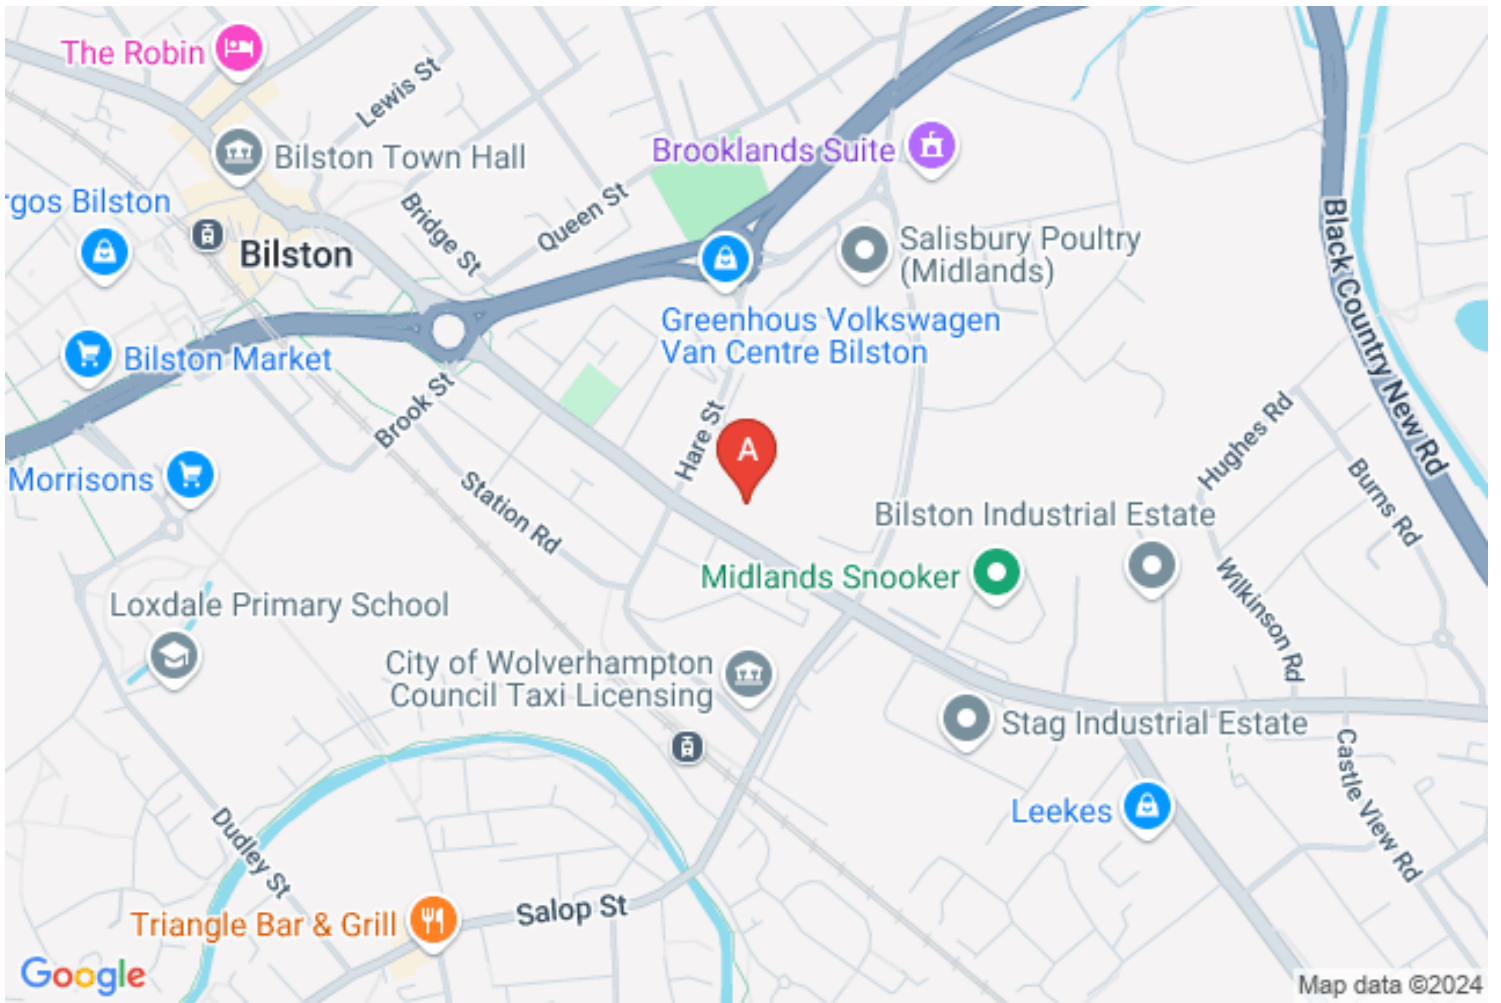 The Robin
Lewis St
Bilston Town Hall
Brooklands Suite
rgos Bilston
Bridge St
Queen St
Black Country New Rd
Bilston
Salisbury Poultry
(Midlands)
Greenhous Volkswagen
Van Centre Bilston
Bilston Market
Brook St
Hare St
A
Hughes Rd
Burns Rd
Morrisons
Station Rd
Bilston Industrial Estate
Midlands Snooker
Wilkinson Rd
Loxdale Primary School
City of Wolverhampton
Council Taxi Licensing
Stag Industrial Estate
Castle View Rd
Leekes
Dudley St
Salop St
Triangle Bar & Grill
Google
Map data ©2024